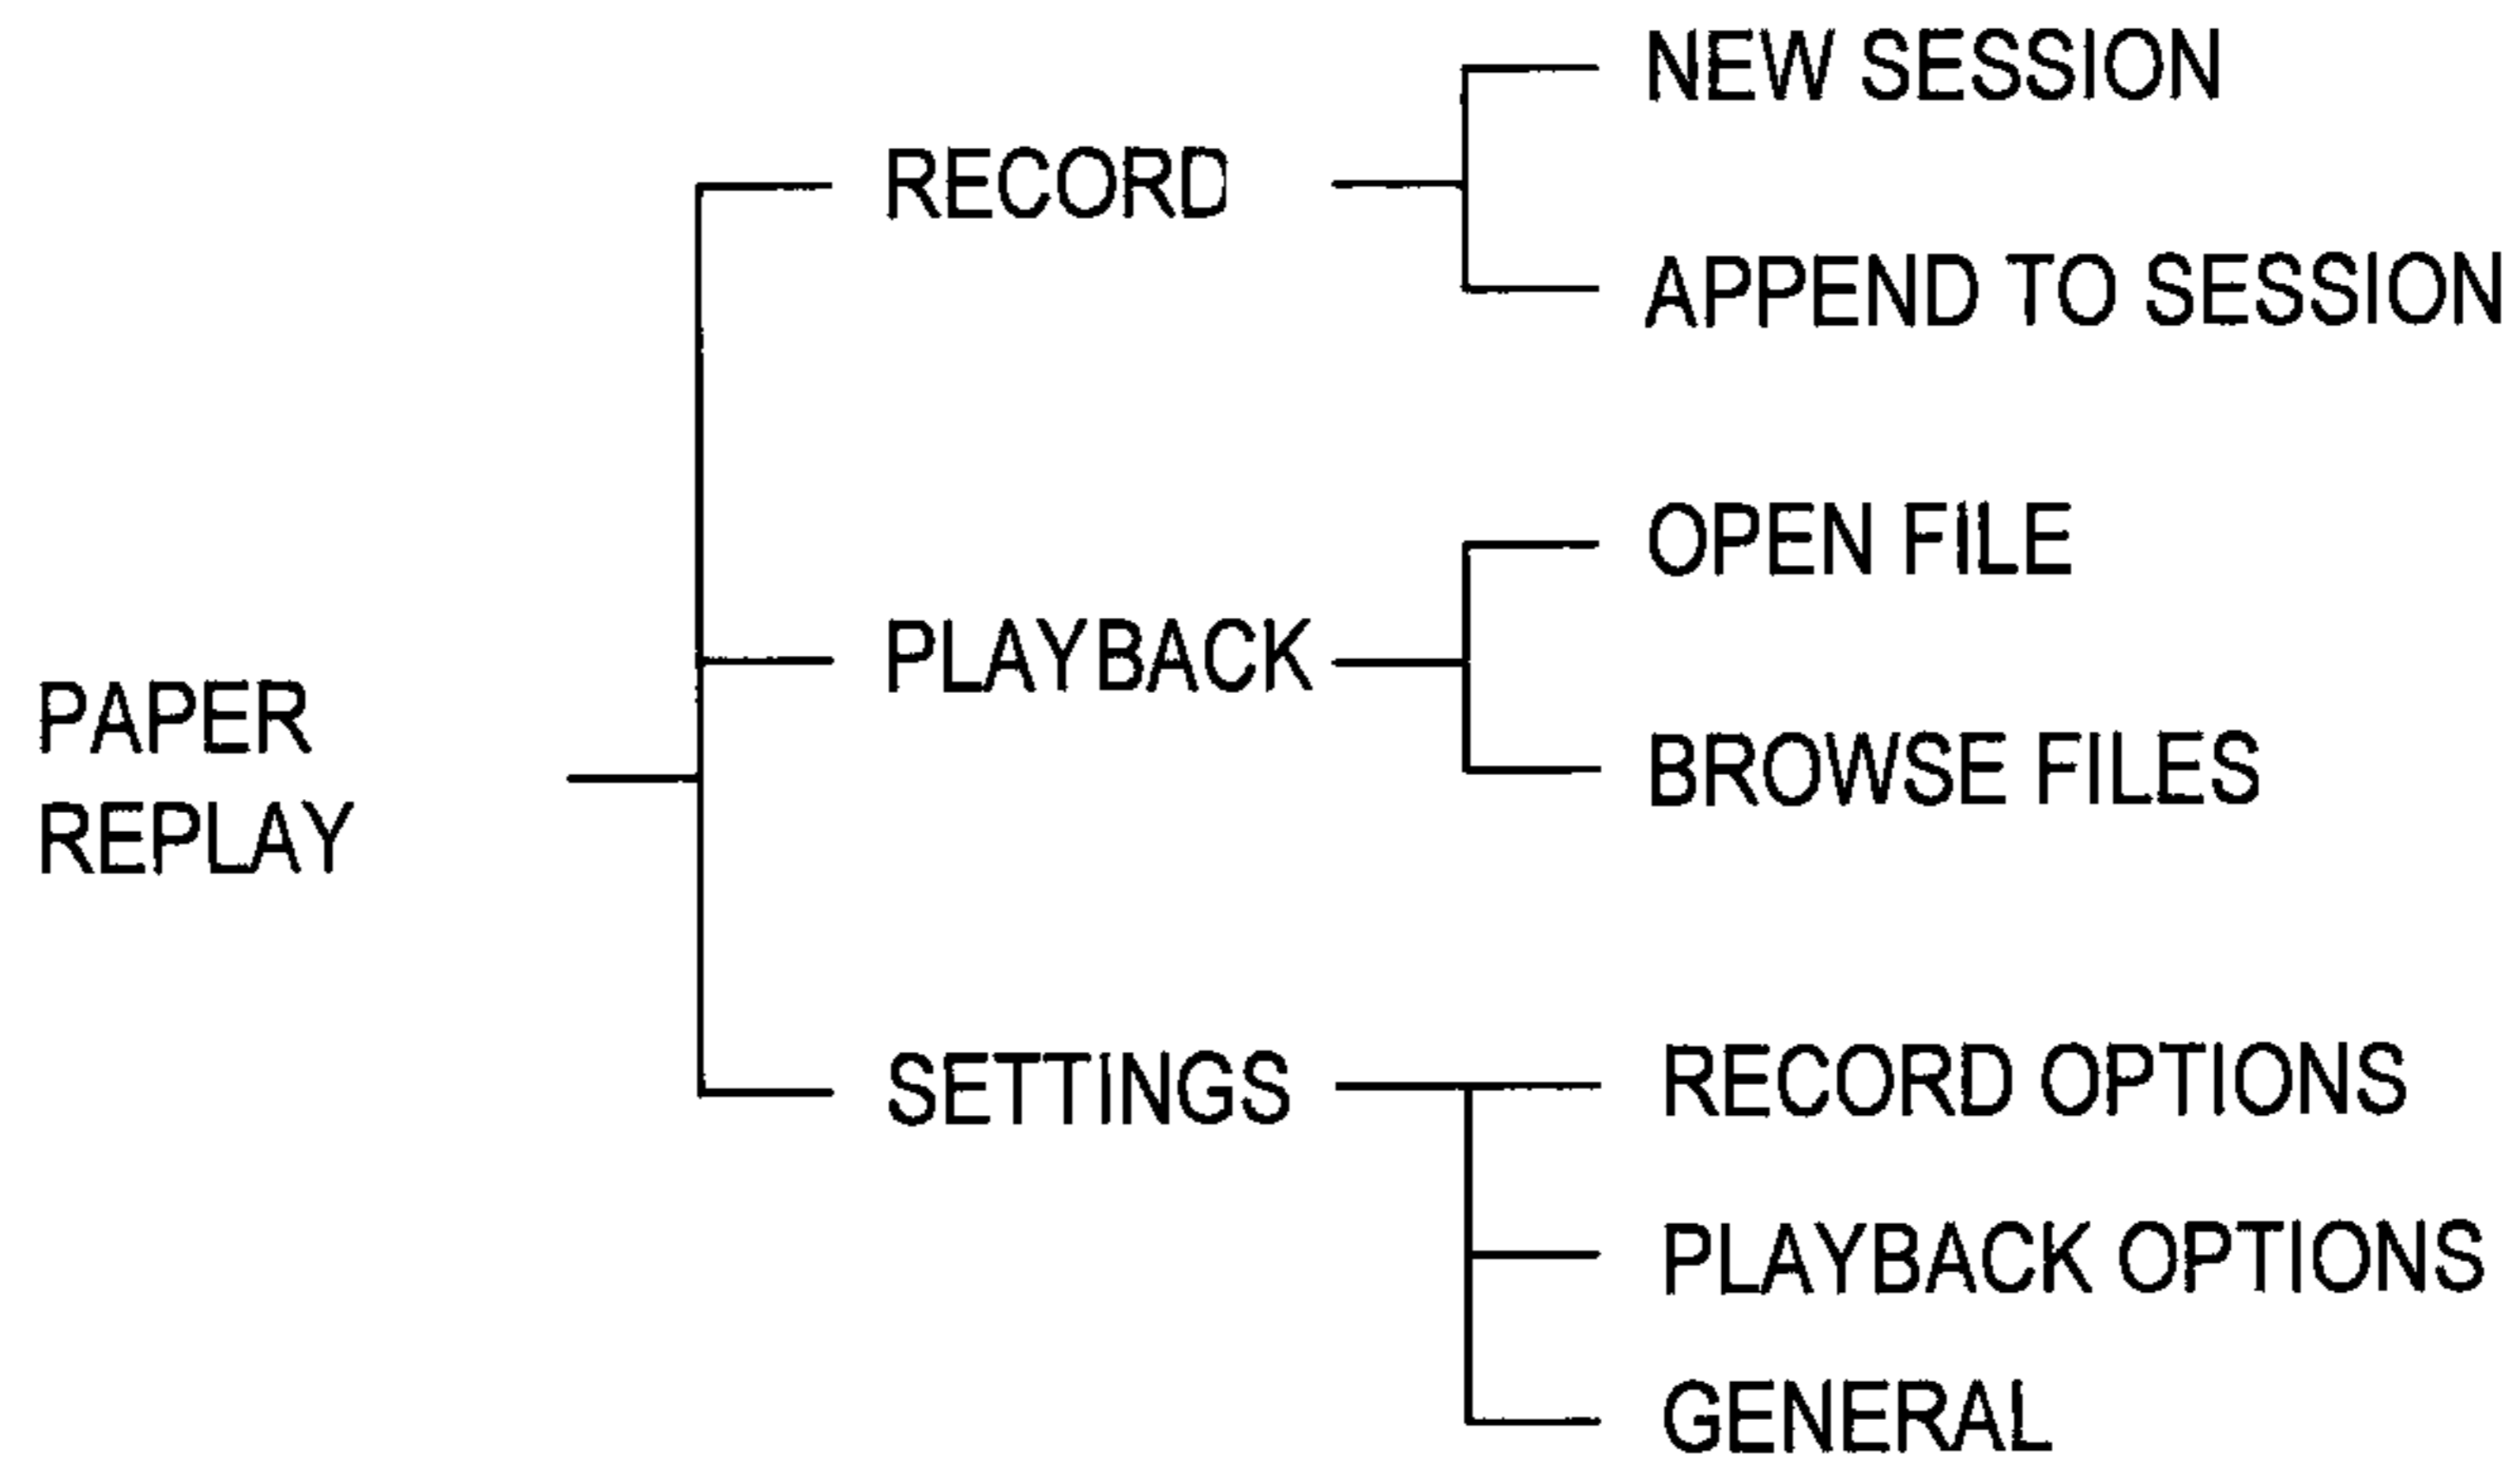 PAPER
REPLAY
RECORD
NEW SESSION
APPEND TO SESSION
PLAYBACK
OPEN FILE
BROWSE FILES
SETTINGS
RECORD OPTIONS
PLAYBACK OPTIONS
GENERAL